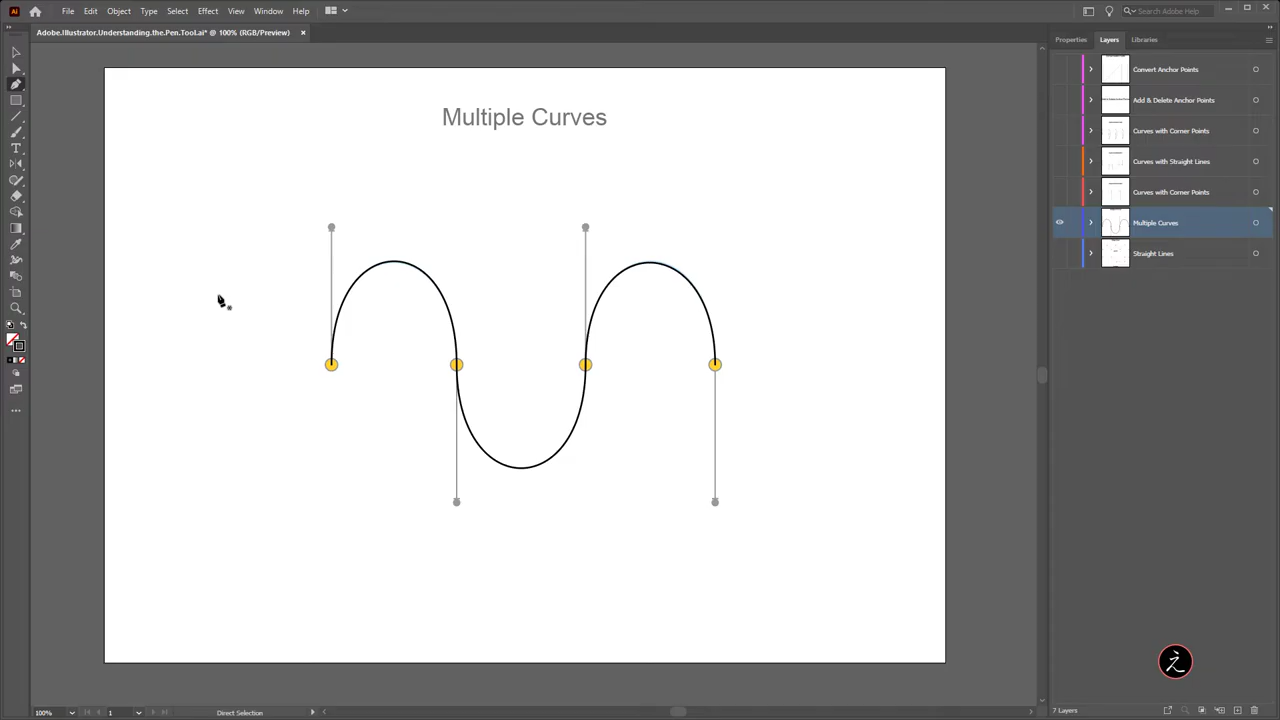 Ai File Edit Object Type Select Effect View Window Help Search Adobe Help
Adobe.Illustrator.Understanding.the.Pen.Tool.ai* @ 100% (RGB/Preview) ×
Properties Layers Libraries
Multiple Curves
Convert Anchor Points
Add & Delete Anchor Points
Curves with Corner Points
Curves with Straight Lines
Curves with Corner Points
Multiple Curves
Straight Lines
100% 1 Direct Selection 7 Layers